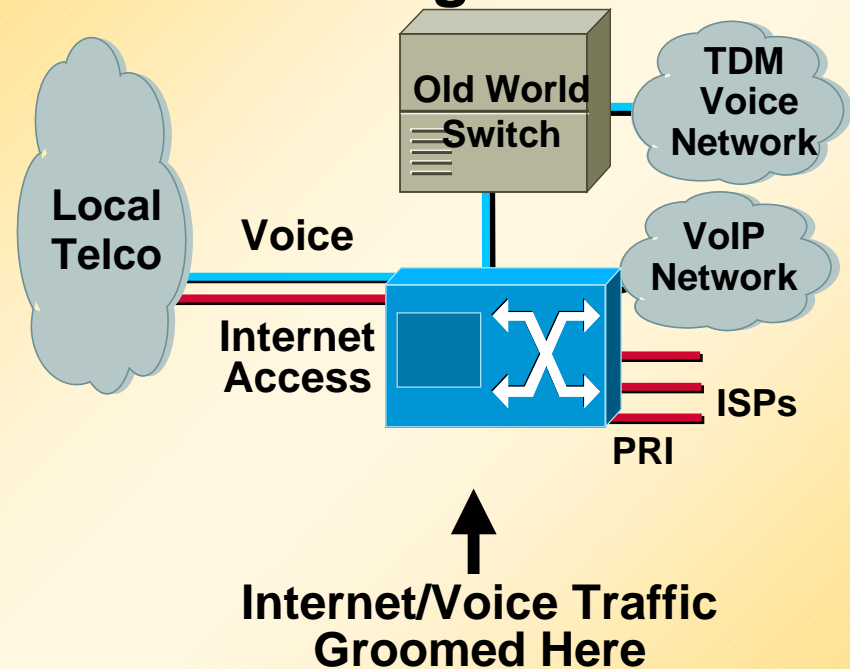 Old World
Switch
TDM
Voice
Network
Local
Telco
Voice
VoIP
Network
Internet
Access
ISPs
PRI
Internet/Voice Traffic
Groomed Here